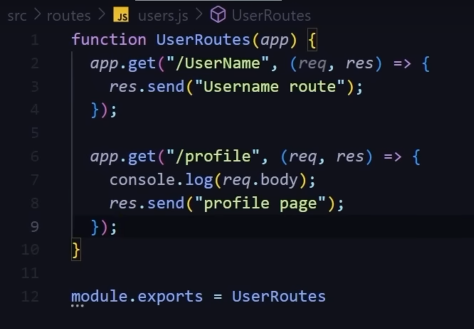 src > routes > JS users.js > UserRoutes
1 function UserRoutes(app) {
2 app.get("/UserName", (req, res) => {
3 res.send("Username route");
4 });
5
6 app.get("/profile", (req, res) => {
7 console.log(req.body);
8 res.send("profile page");
9 });
10 }
11
12 module.exports = UserRoutes